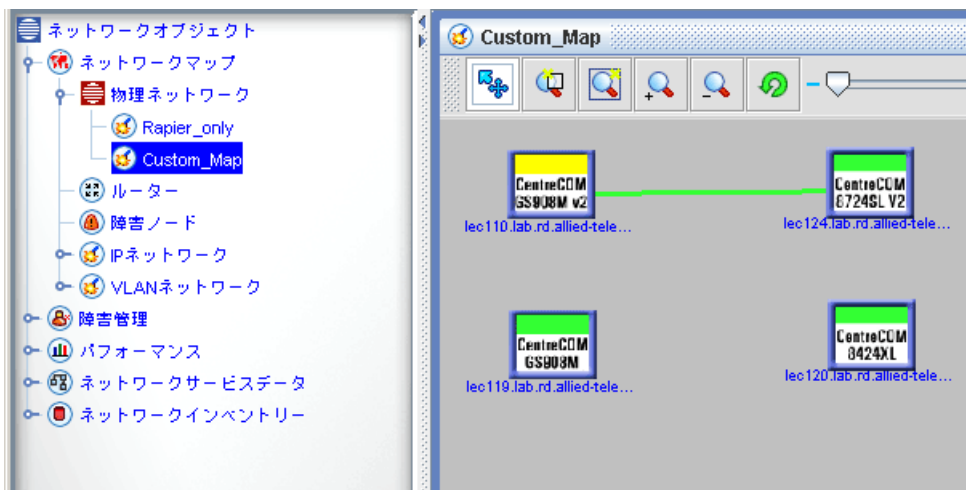 ネットワークオブジェクト
ネットワークマップ
物理ネットワーク
Rapier_only
Custom_Map
ルーター
障害ノード
IPネットワーク
VLANネットワーク
障害管理
パフォーマンス
ネットワークサービスデータ
ネットワークインベントリー
Custom_Map
CentreCOM
GS908M v2
lec110.lab.rd.allied-tele...
CentreCOM
8724SL V2
lec124.lab.rd.allied-tele...
CentreCOM
GS908M
lec119.lab.rd.allied-tele...
CentreCOM
8424XL
lec120.lab.rd.allied-tele...